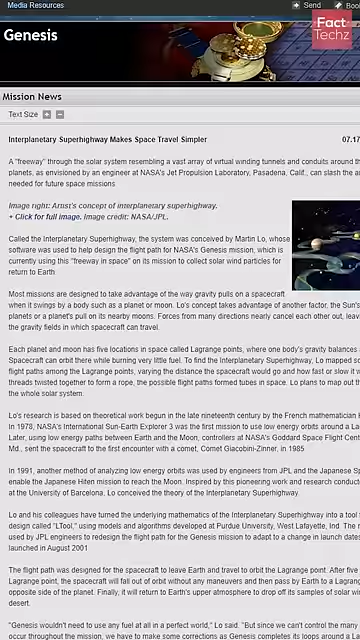 Media Resources
Send
Book
Fact
Techz
Genesis
Mission News
Text Size + -
Interplanetary Superhighway Makes Space Travel Simpler 07.17
A "freeway" through the solar system resembling a vast array of virtual winding tunnels and conduits around the
planets, as envisioned by an engineer at NASA's Jet Propulsion Laboratory, Pasadena, Calif., can slash the
needed for future space missions
Image right: Artist's concept of interplanetary superhighway.
+ Click for full image. Image credit: NASA/JPL.
Called the Interplanetary Superhighway, the system was conceived by Martin Lo, whose
software was used to help design the flight path for NASA's Genesis mission, which is
currently using this "freeway in space" on its mission to collect solar wind particles for
return to Earth
Most missions are designed to take advantage of the way gravity pulls on a spacecraft
when it swings by a body such as a planet or moon. Lo's concept takes advantage of another factor, the Sun's
planets or a planet's pull on its nearby moons. Forces from many directions nearly cancel each other out,
the gravity fields in which spacecraft can travel.
Each planet and moon has five locations in space called Lagrange points, where one body's gravity balances
Spacecraft can orbit there while burning very little fuel. To find the Interplanetary Superhighway, Lo mapped
flight paths among the Lagrange points, varying the distance the spacecraft would go and how fast or slow it
threads twisted together to form a rope, the possible flight paths formed tubes in space. Lo plans to map out
the whole solar system.
Lo's research is based on theoretical work begun in the late nineteenth century by the French mathematician
In 1978, NASA's International Sun-Earth Explorer 3 was the first mission to use low energy orbits around a
Later, using low energy paths between Earth and the Moon, controllers at NASA's Goddard Space Flight
Md., sent the spacecraft to the first encounter with a comet, Comet Giacobini-Zinner, in 1985
In 1991, another method of analyzing low energy orbits was used by engineers from JPL and the Japanese
enable the Japanese Hiten mission to reach the Moon. Inspired by this pioneering work and research
at the University of Barcelona, Lo conceived the theory of the Interplanetary Superhighway.
Lo and his colleagues have turned the underlying mathematics of the Interplanetary Superhighway into a tool
design called "LTool," using models and algorithms developed at Purdue University, West Lafayette, Ind. The
used by JPL engineers to redesign the flight path for the Genesis mission to adapt to a change in launch
launched in August 2001
The flight path was designed for the spacecraft to leave Earth and travel to orbit the Lagrange point. After five
Lagrange point, the spacecraft will fall out of orbit without any maneuvers and then pass by Earth to a
opposite side of the planet. Finally, it will return to Earth's upper atmosphere to drop off its samples of solar
desert.
"Genesis wouldn't need to use any fuel at all in a perfect world," Lo said. "But since we can't control the many
occur throughout the mission, we have to make some corrections as Genesis completes its loops around